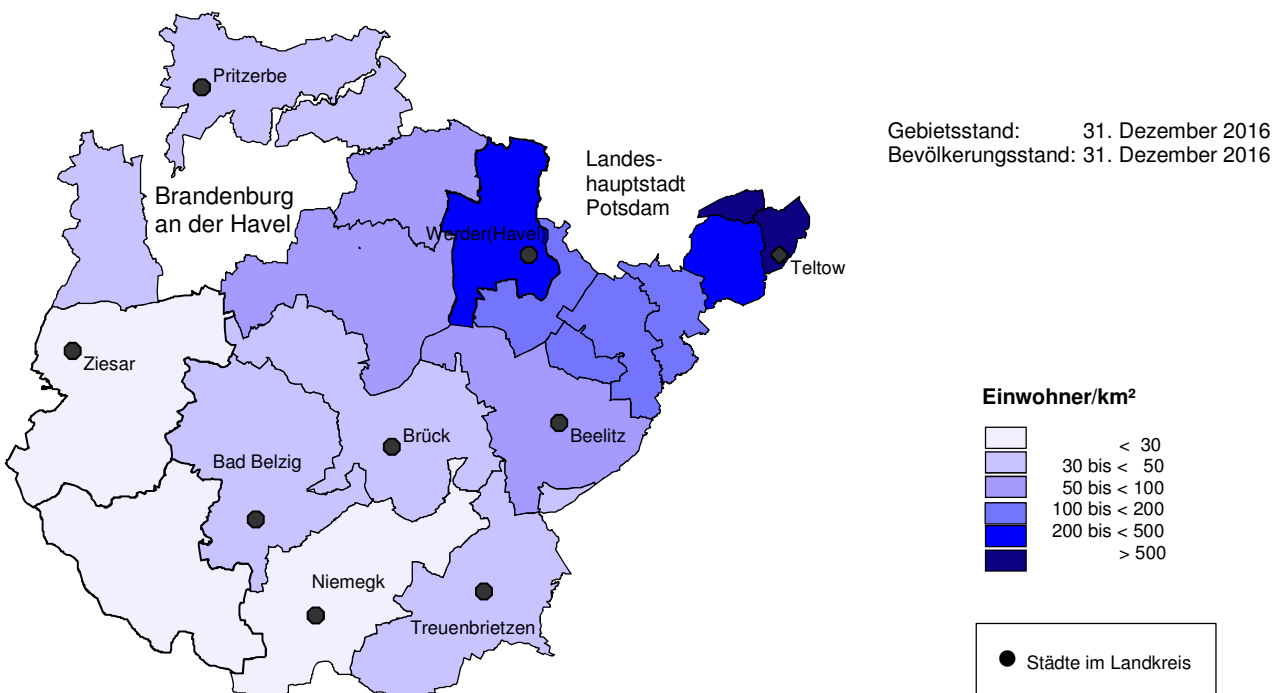 Pritzerbe
Gebietsstand: 31. Dezember 2016
Bevölkerungsstand: 31. Dezember 2016
Landes-
hauptstadt
Potsdam
Brandenburg
an der Havel
Werder(Havel)
Teltow
Ziesar
Brück
Beelitz
Bad Belzig
Niemegk
Treuenbrietzen
Einwohner/km²
< 30
30 bis < 50
50 bis < 100
100 bis < 200
200 bis < 500
> 500
Städte im Landkreis